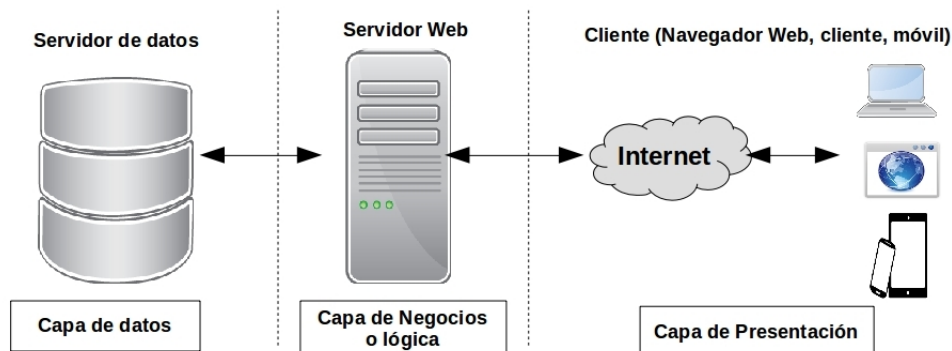 Servidor de datos
Servidor Web
Cliente (Navegador Web, cliente, móvil)
Internet
Capa de datos
Capa de Negocios
o lógica
Capa de Presentación